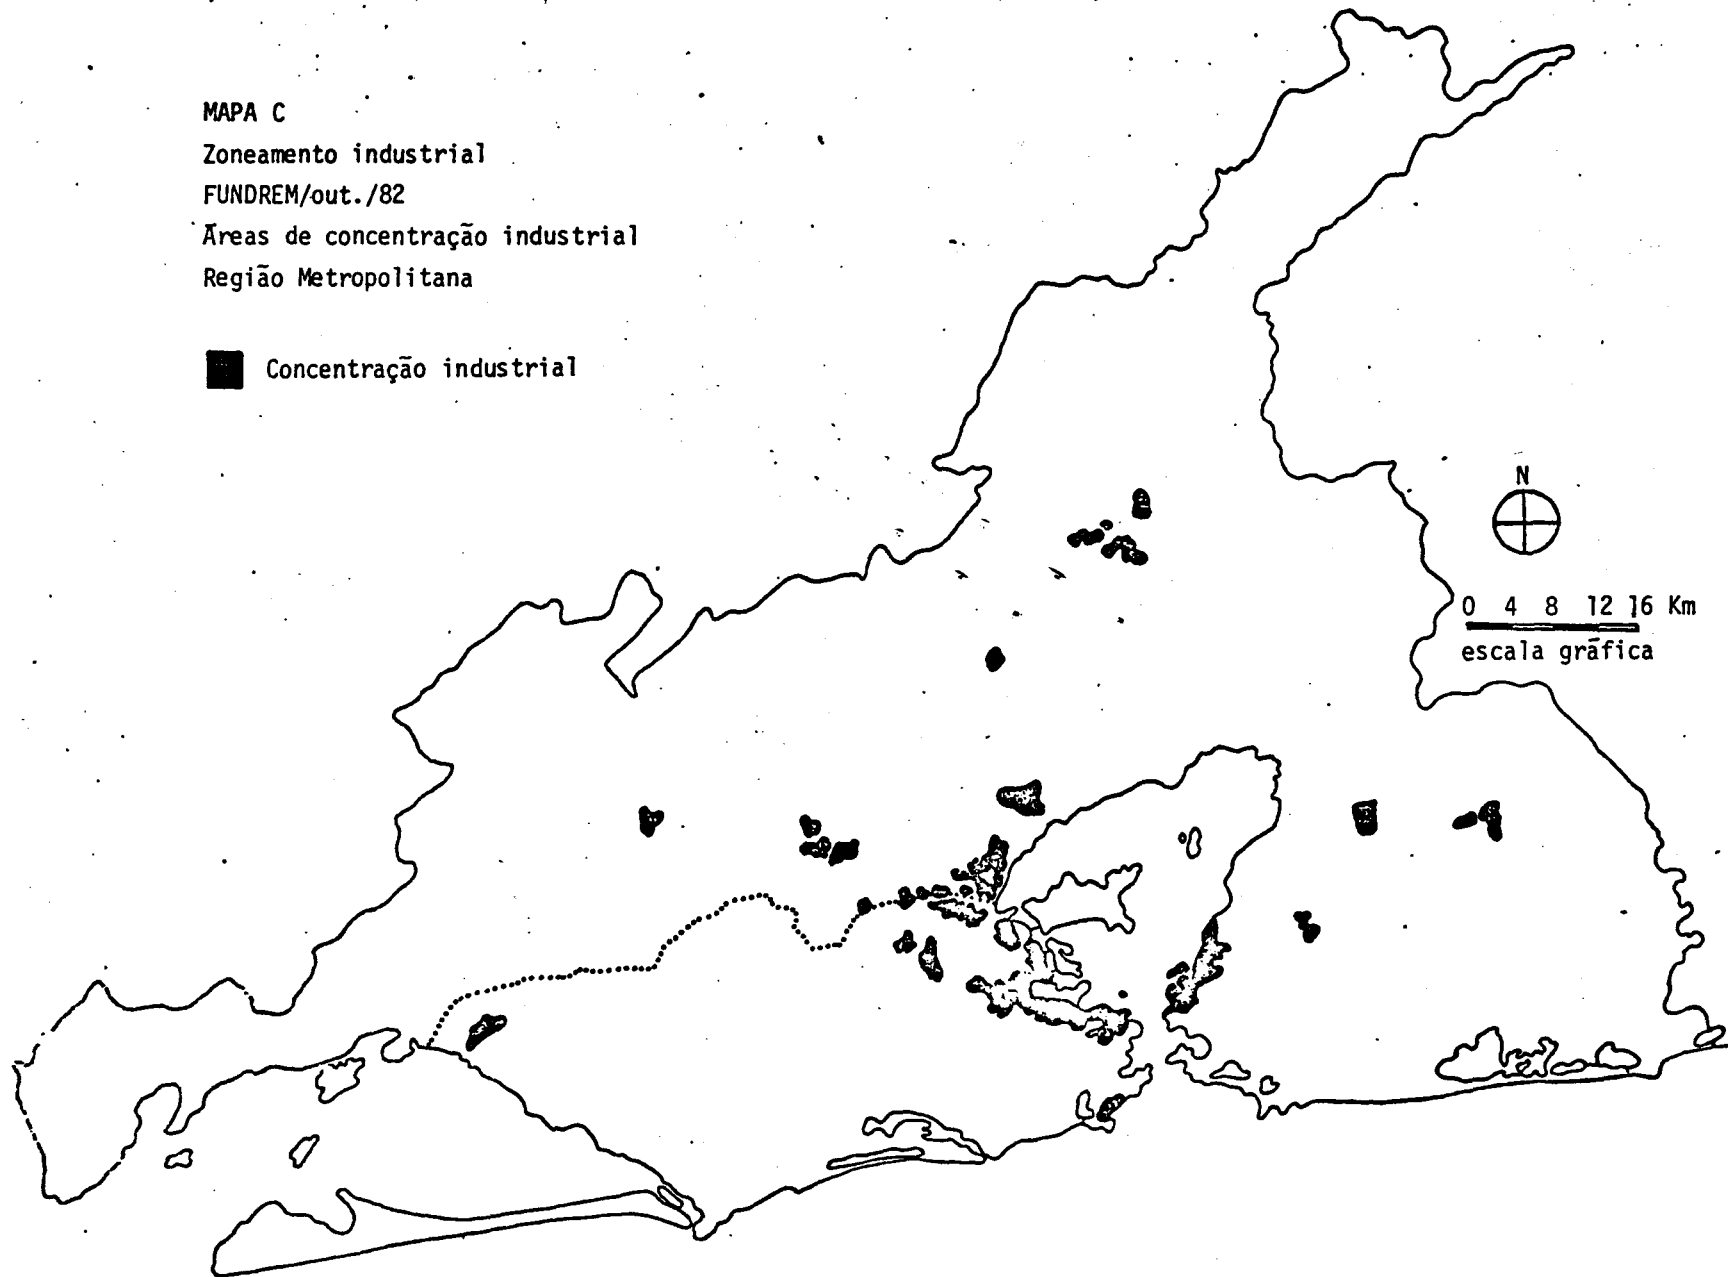 MAPA C
Zoneamento industrial
FUNDREM/out./82
Áreas de concentração industrial
Região Metropolitana
Concentração industrial
N
0 4 8 12 16 Km
escala gráfica